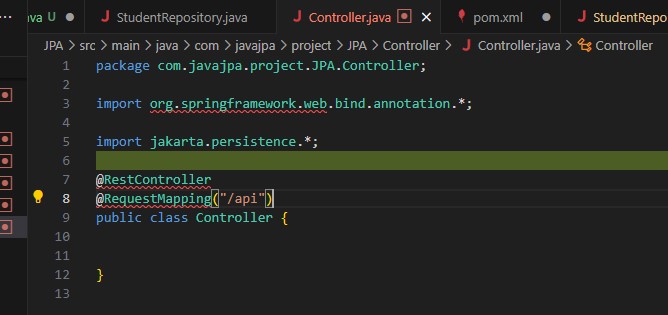 ava U
StudentRepository.java
Controller.java
pom.xml
StudentRepo
JPA > src > main > java > com > javajpa > project > JPA > Controller > Controller.java > Controller
1 package com.javajpa.project.JPA.Controller;
2
3 import org.springframework.web.bind.annotation.*;
4
5 import jakarta.persistence.*;
6
7 @RestController
8 @RequestMapping("/api")
9 public class Controller {
10
11
12 }
13